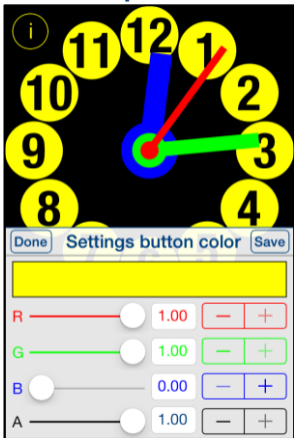 i
12
11
1
10
2
9
3
8
4
Done Settings button color Save
R 1.00 − +
G 1.00 − +
B 0.00 − +
A 1.00 − +